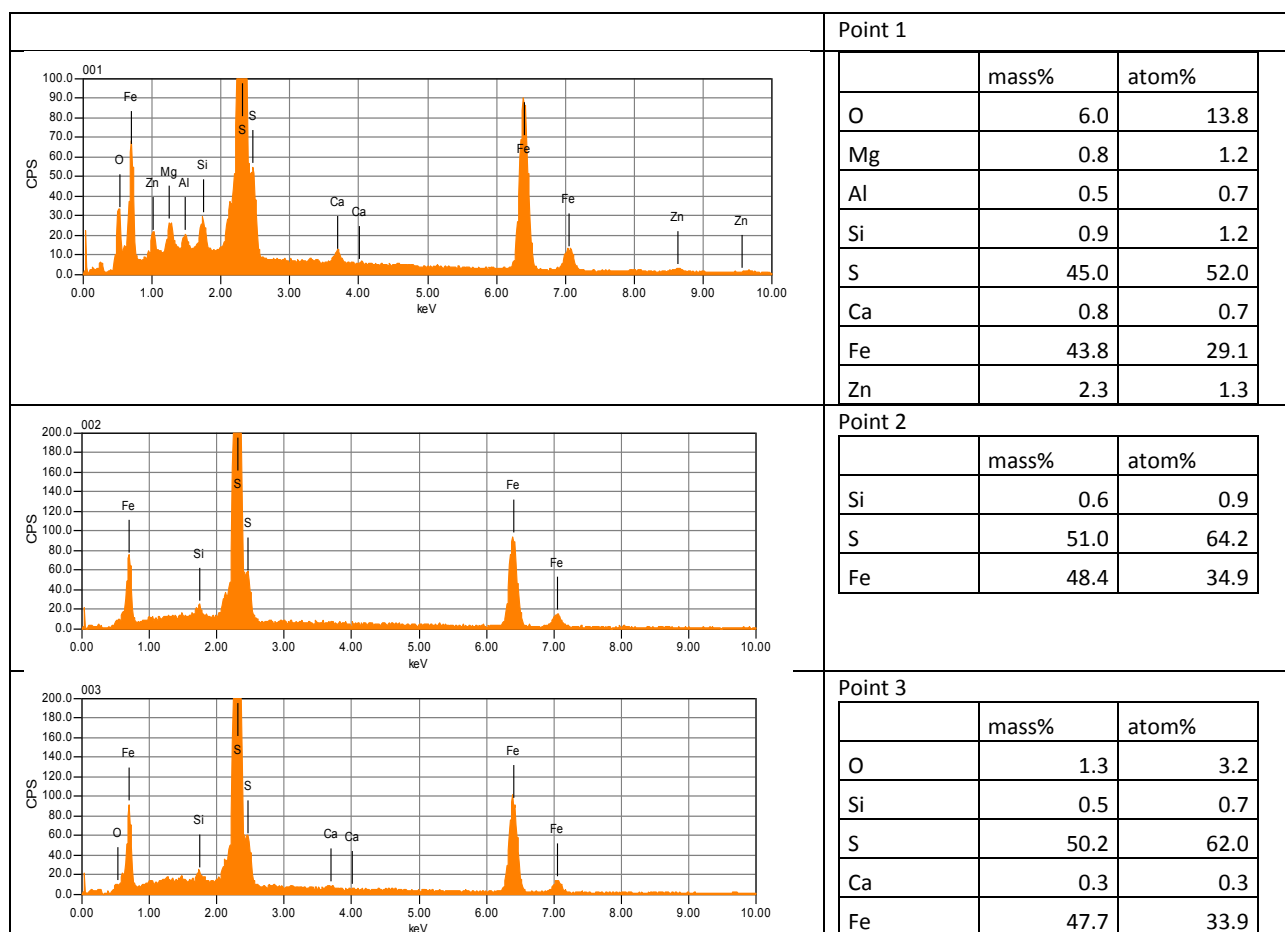 Point 1
001
100.0
90.0
80.0
70.0
60.0
50.0
40.0
30.0
20.0
10.0
0.0
CPS
O
Fe
Zn
Mg
Al
Si
S
S
Ca
Ca
Fe
Fe
Zn
Zn
0.00 1.00 2.00 3.00 4.00 5.00 6.00 7.00 8.00 9.00 10.00
keV
mass% atom%
O 6.0 13.8
Mg 0.8 1.2
Al 0.5 0.7
Si 0.9 1.2
S 45.0 52.0
Ca 0.8 0.7
Fe 43.8 29.1
Zn 2.3 1.3
Point 2
002
200.0
180.0
160.0
140.0
120.0
100.0
80.0
60.0
40.0
20.0
0.0
CPS
Fe
Si
S
S
Fe
Fe
0.00 1.00 2.00 3.00 4.00 5.00 6.00 7.00 8.00 9.00 10.00
keV
mass% atom%
Si 0.6 0.9
S 51.0 64.2
Fe 48.4 34.9
Point 3
003
200.0
180.0
160.0
140.0
120.0
100.0
80.0
60.0
40.0
20.0
0.0
CPS
O
Fe
Si
S
S
Ca
Ca
Fe
Fe
0.00 1.00 2.00 3.00 4.00 5.00 6.00 7.00 8.00 9.00 10.00
keV
mass% atom%
O 1.3 3.2
Si 0.5 0.7
S 50.2 62.0
Ca 0.3 0.3
Fe 47.7 33.9